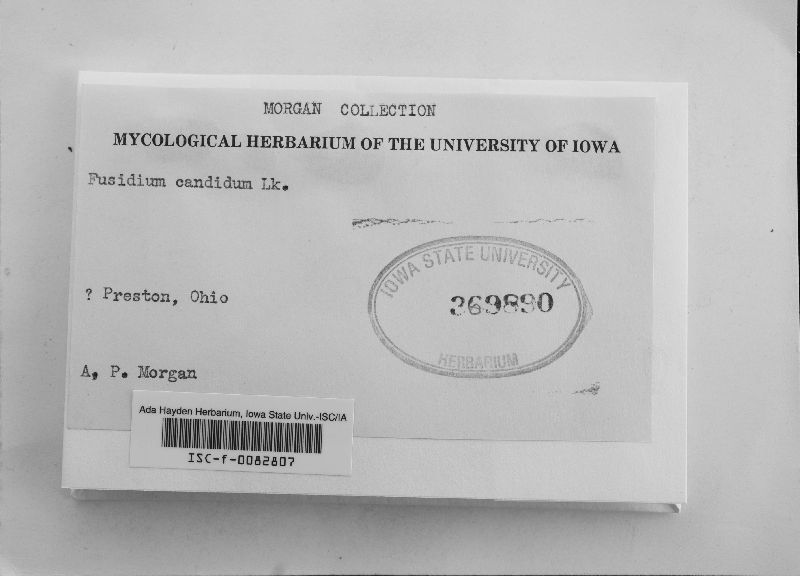 MORGAN COLLECTION
MYCOLOGICAL HERBARIUM OF THE UNIVERSITY OF IOWA
Fusidium candidum Lk.
IOWA STATE UNIVERSITY
369890
HERBARIUM
? Preston, Ohio
A, P. Morgan
Ada Hayden Herbarium, Iowa State Univ.-ISC/IA
ISC-f-0082807